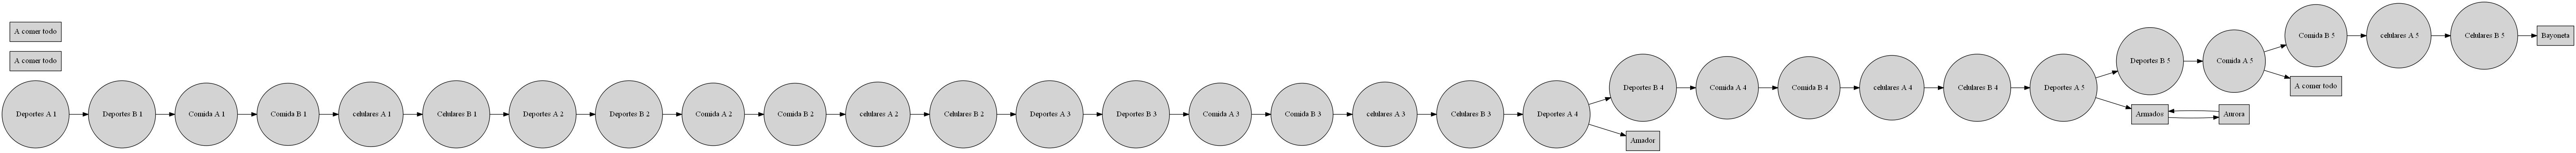 A comer todo
A comer todo
Deportes A 1
Deportes B 1
Comida A 1
Comida B 1
celulares A 1
Celulares B 1
Deportes A 2
Deportes B 2
Comida A 2
Comida B 2
celulares A 2
Celulares B 2
Deportes A 3
Deportes B 3
Comida A 3
Comida B 3
celulares A 3
Celulares B 3
Deportes A 4
Deportes B 4
Comida A 4
Comida B 4
celulares A 4
Celulares B 4
Deportes A 5
Deportes B 5
Comida A 5
Comida B 5
celulares A 5
Celulares B 5
Bayoneta
A comer todo
Armados
Aurora
Amador